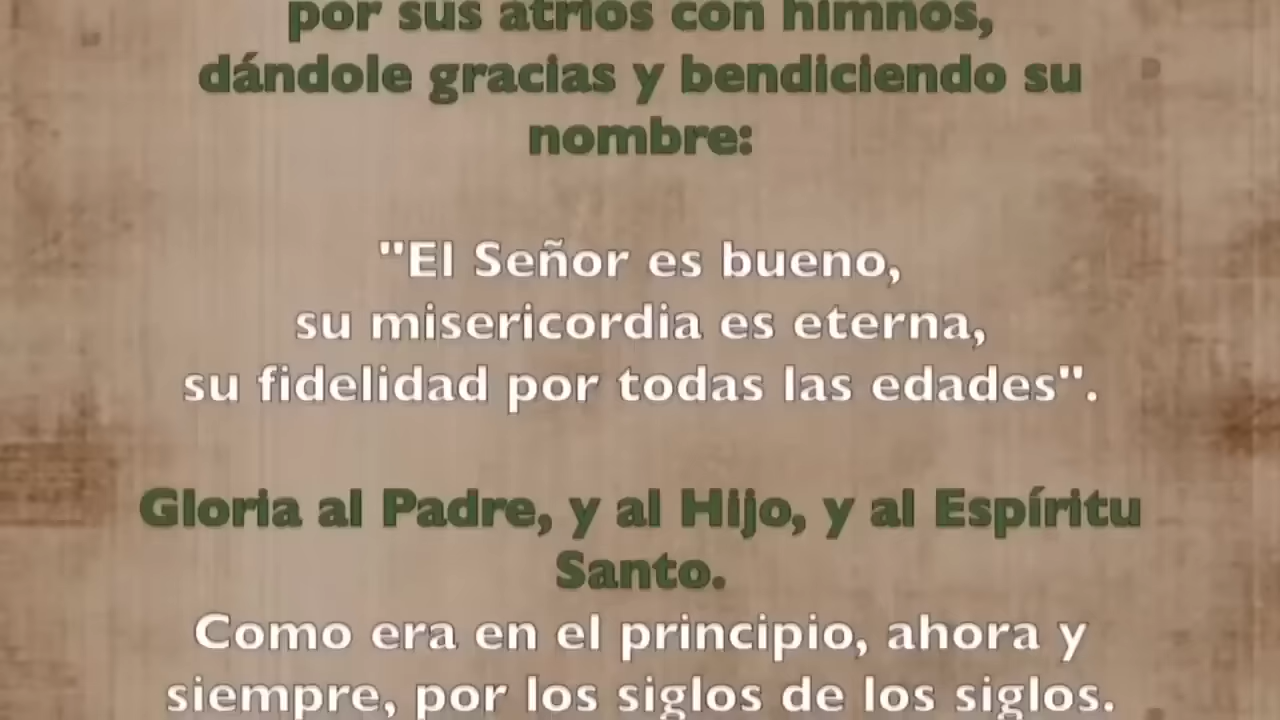 por sus atrios con himnos,
dándole gracias y bendiciendo su
nombre:
"El Señor es bueno,
su misericordia es eterna,
su fidelidad por todas las edades".
Gloria al Padre, y al Hijo, y al Espíritu
Santo.
Como era en el principio, ahora y
siempre, por los siglos de los siglos.